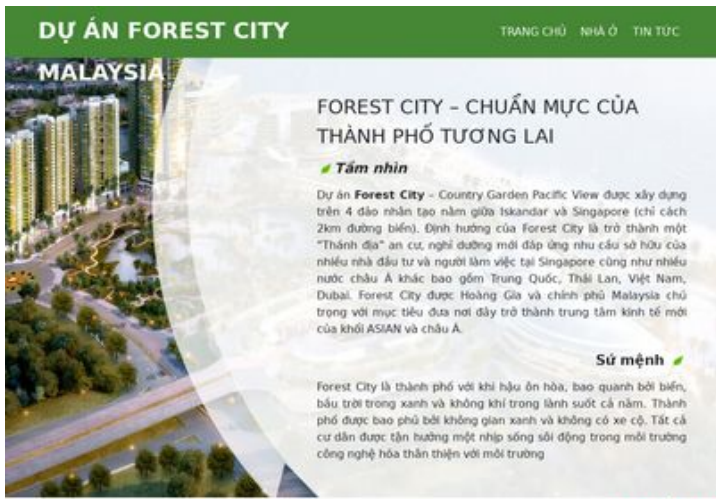 DỰ ÁN FOREST CITY
MALAYSIA
TRANG CHỦ NHÀ Ở TIN TỨC
FOREST CITY – CHUẨN MỰC CỦA
THÀNH PHỐ TƯƠNG LAI
Tầm nhìn
Dự án Forest City – Country Garden Pacific View được xây dựng
trên 4 đảo nhân tạo nằm giữa Iskandar và Singapore (chỉ cách
2km đường biển). Định hướng của Forest City là trở thành một
"Thánh địa" an cư, nghỉ dưỡng mới đáp ứng nhu cầu sở hữu của
nhiều nhà đầu tư và người làm việc tại Singapore cũng như nhiều
nước châu Á khác bao gồm Trung Quốc, Thái Lan, Việt Nam,
Dubai. Forest City được Hoàng Gia và chính phủ Malaysia chú
trọng với mục tiêu đưa nơi đây trở thành trung tâm kinh tế mới
của khối ASIAN và châu Á.
Sứ mệnh
Forest City là thành phố với khí hậu ôn hòa, bao quanh bởi biển,
bầu trời trong xanh và không khí trong lành suốt cả năm. Thành
phố được bao phủ bởi không gian xanh và không có xe cộ. Tất cả
cư dân được tận hưởng một nhịp sống sôi động trong môi trường
công nghệ hóa thân thiện với môi trường